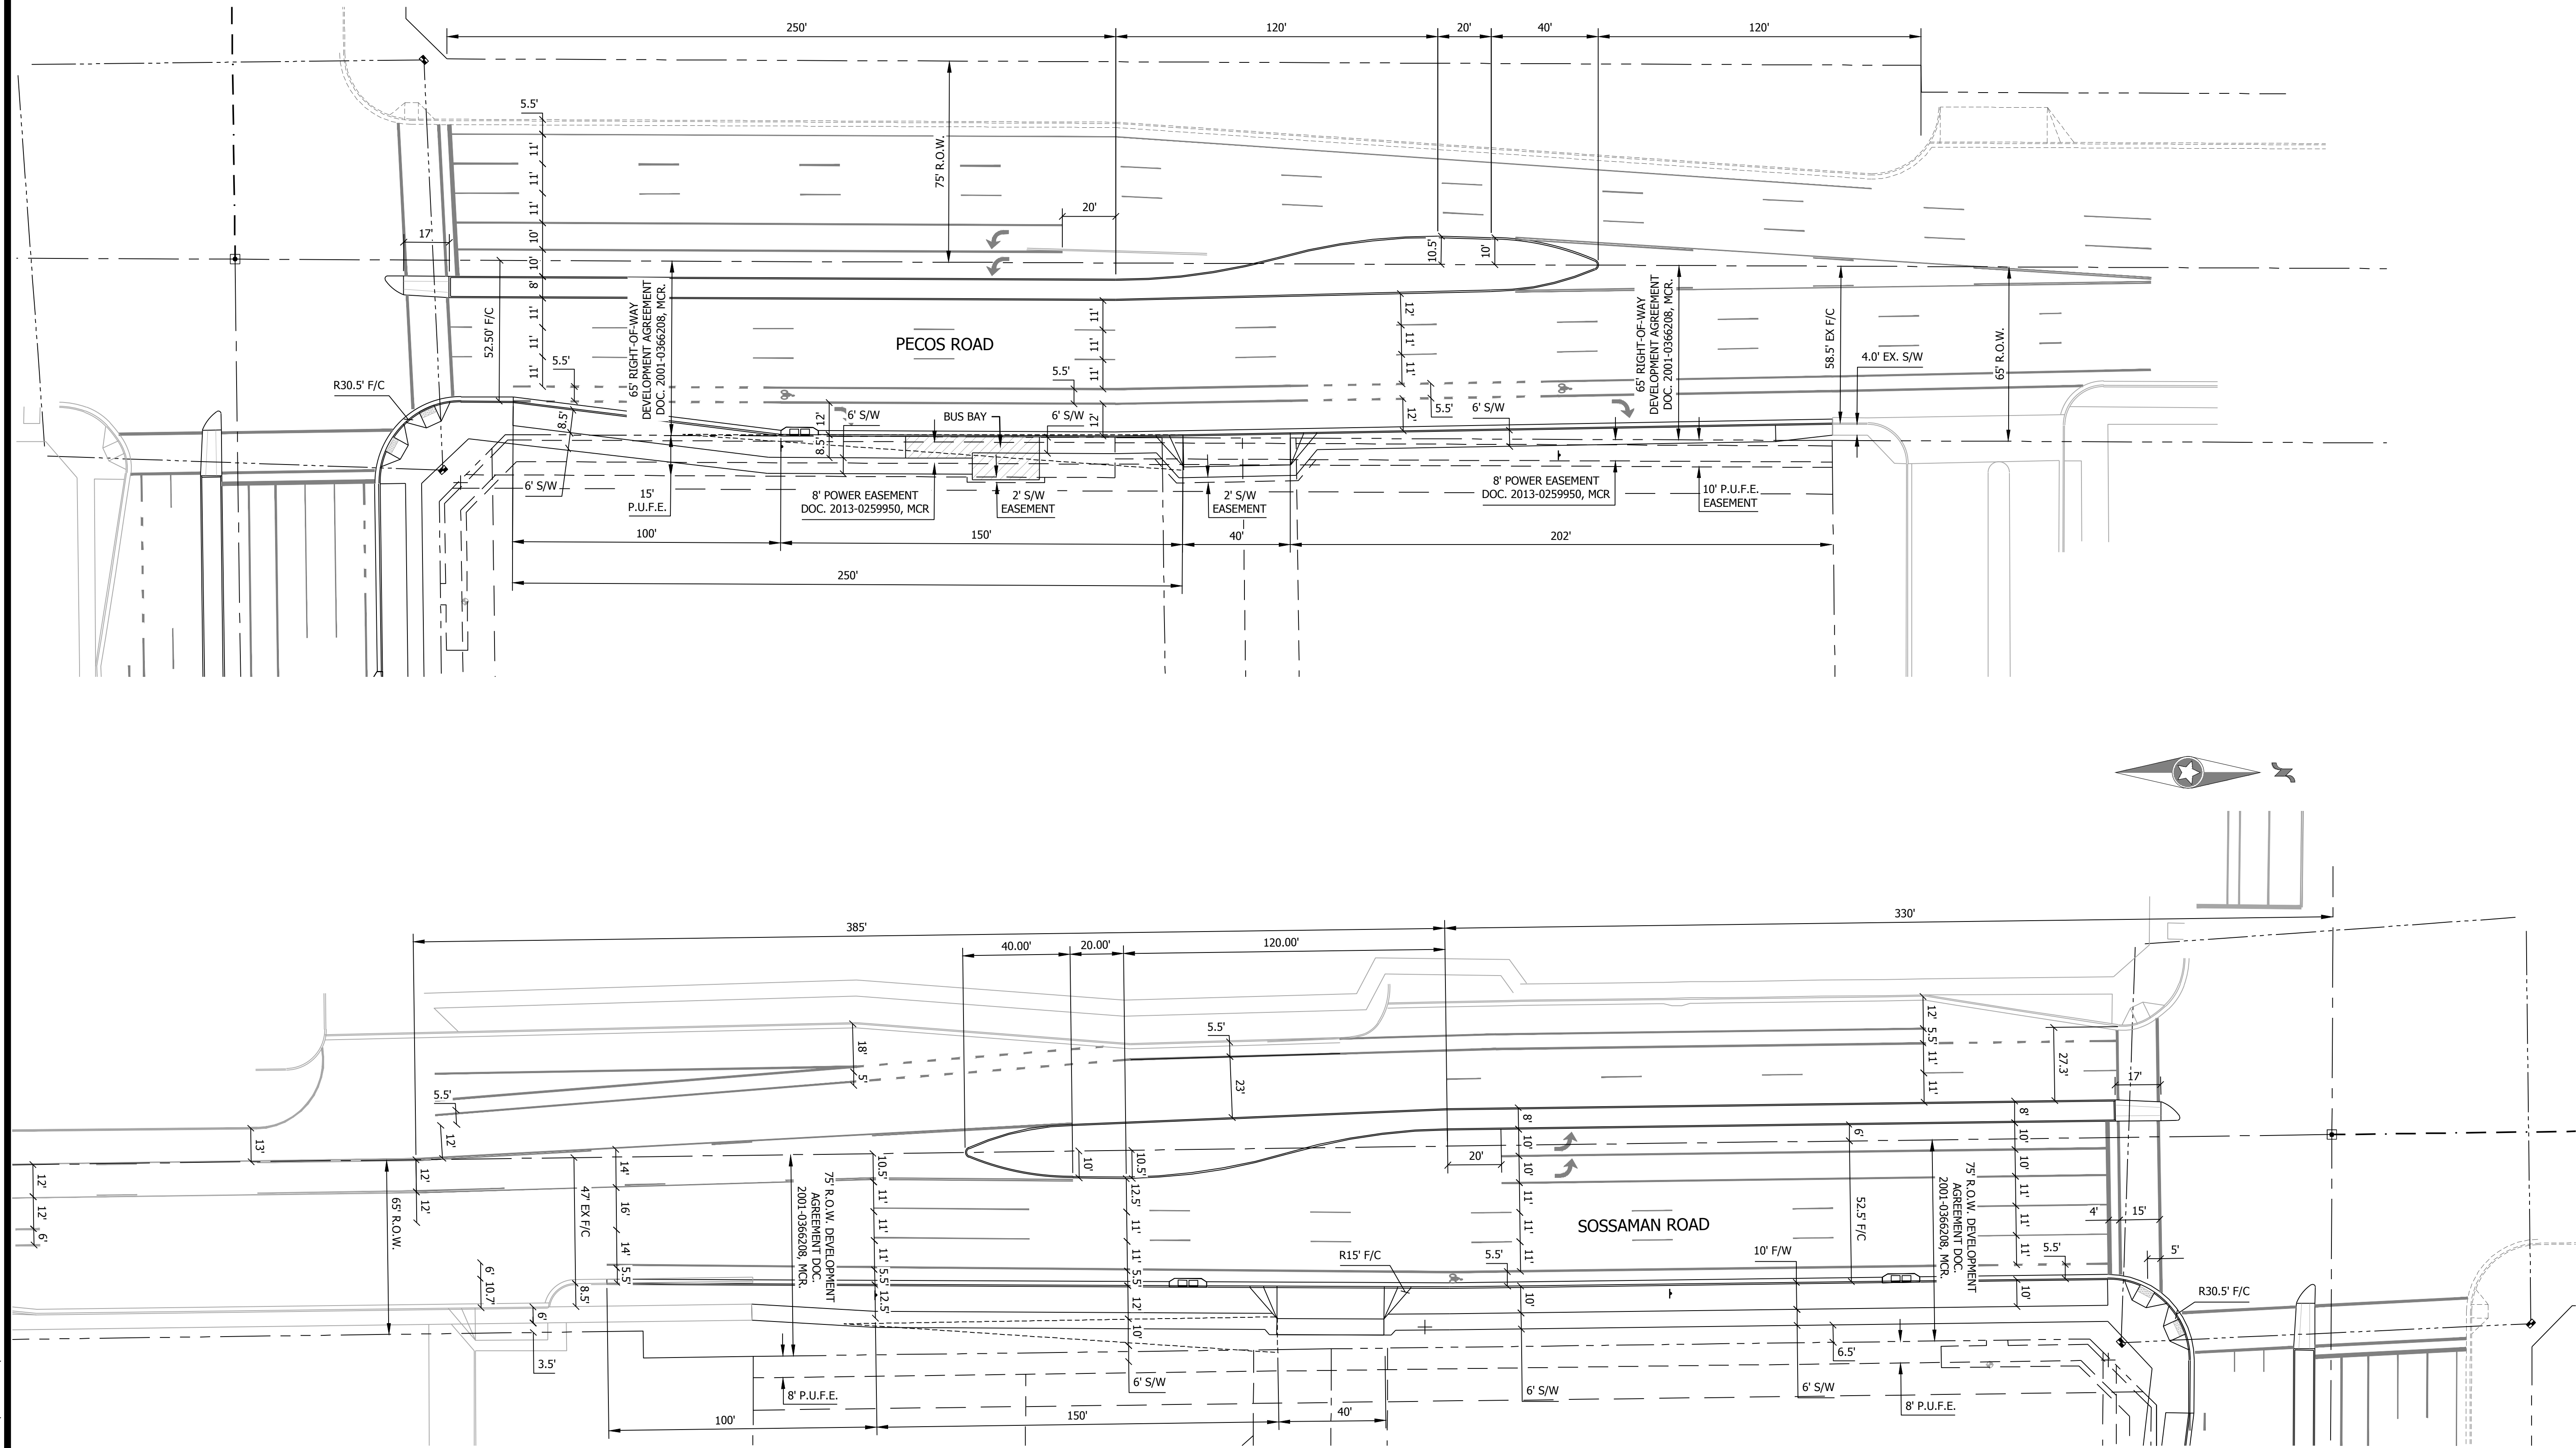 250'
120'
20'
40'
120'
5.5'
11'
11'
11'
10'
10'
8'
11'
11'
11'
75' R.O.W.
20'
17'
10.5'
10'
52.50' F/C
R30.5' F/C
5.5'
65' RIGHT-OF-WAY
DEVELOPMENT AGREEMENT
DOC. 2001-0366208, MCR.
PECOS ROAD
11'
11'
11'
5.5'
12'
12'
11'
11'
5.5'
12'
65' RIGHT-OF-WAY
DEVELOPMENT AGREEMENT
DOC. 2001-0366208, MCR.
58.5' EX F/C
4.0' EX. S/W
65' R.O.W.
8.5'
12'
8.5'
6' S/W
BUS BAY
6' S/W
6' S/W
6' S/W
15'
P.U.F.E.
8' POWER EASEMENT
DOC. 2013-0259950, MCR
2' S/W
EASEMENT
2' S/W
EASEMENT
8' POWER EASEMENT
DOC. 2013-0259950, MCR
10' P.U.F.E.
EASEMENT
100'
150'
40'
202'
250'
385'
330'
40.00'
20.00'
120.00'
5.5'
23'
18'
5'
5.5'
12'
13'
12'
12'
6'
12'
12'
65' R.O.W.
6'
10.7'
6'
3.5'
47' EX F/C
8.5'
14'
16'
14'
5.5'
75' R.O.W. DEVELOPMENT
AGREEMENT DOC.
2001-0366208, MCR.
10.5'
11'
11'
11'
5.5'
12.5'
10'
10.5'
12.5'
11'
11'
5.5'
12'
10'
6' S/W
20'
8'
10'
10'
11'
11'
11'
5.5'
10'
6' S/W
R15' F/C
SOSSAMAN ROAD
10' F/W
6' S/W
6'
52.5' F/C
6.5'
12'
5.5'
11'
11'
75' R.O.W. DEVELOPMENT
AGREEMENT DOC.
2001-0366208, MCR.
8'
10'
10'
11'
11'
11'
5.5'
10'
27.3'
17'
4'
15'
5'
R30.5' F/C
8' P.U.F.E.
8' P.U.F.E.
100'
150'
40'